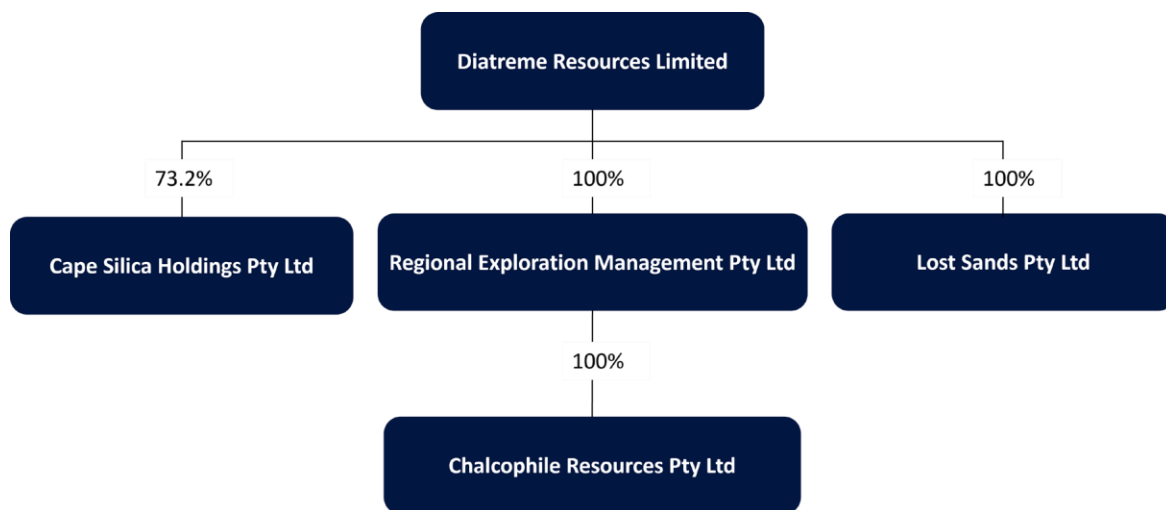 Diatreme Resources Limited
73.2%
100%
100%
Cape Silica Holdings Pty Ltd
Regional Exploration Management Pty Ltd
Lost Sands Pty Ltd
100%
Chalcophile Resources Pty Ltd